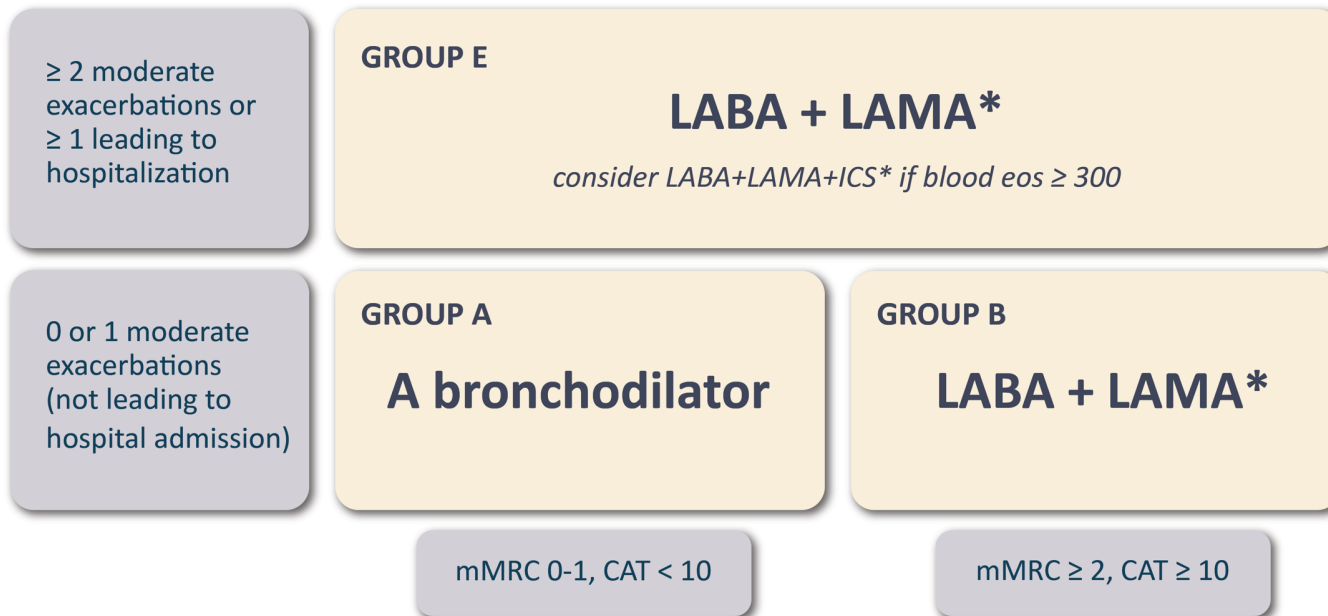 ≥ 2 moderate
exacerbations or
≥ 1 leading to
hospitalization
GROUP E
LABA + LAMA*
consider LABA+LAMA+ICS* if blood eos ≥ 300
0 or 1 moderate
exacerbations
(not leading to
hospital admission)
GROUP A
A bronchodilator
GROUP B
LABA + LAMA*
mMRC 0-1, CAT < 10
mMRC ≥ 2, CAT ≥ 10